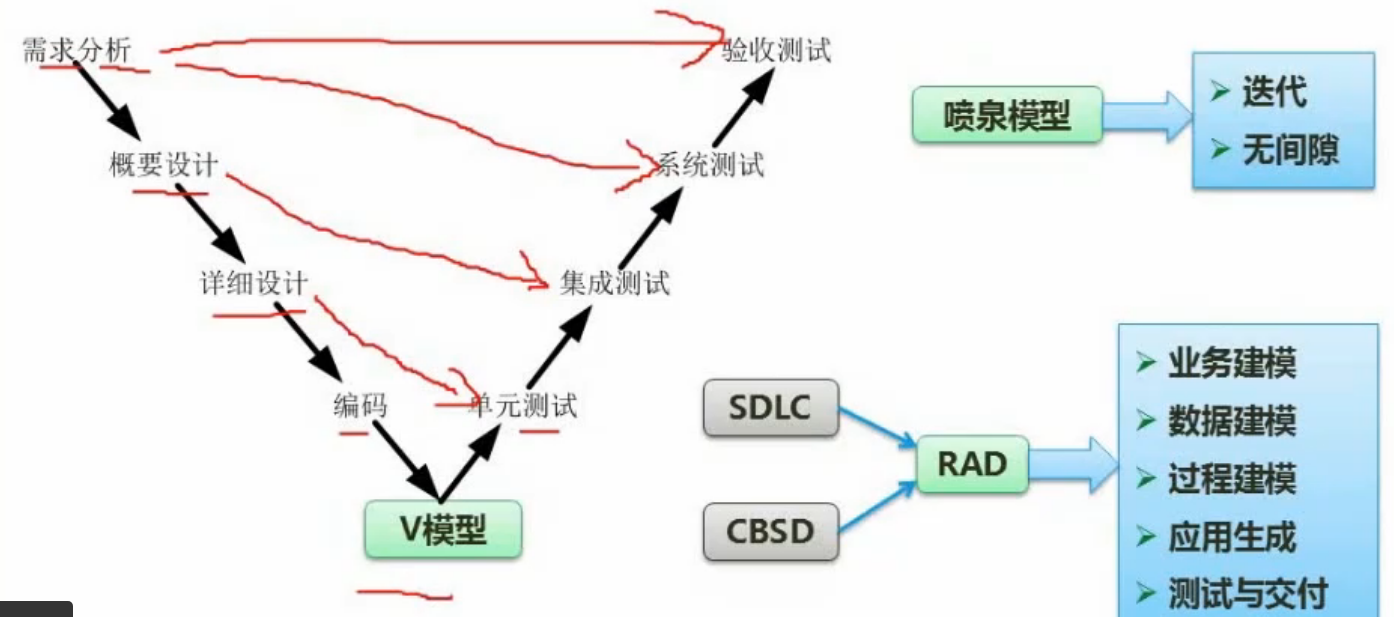 需求分析
验收测试
概要设计
系统测试
详细设计
集成测试
编码
单元测试
V模型
喷泉模型
迭代
无间隙
SDLC
CBSD
RAD
业务建模
数据建模
过程建模
应用生成
测试与交付